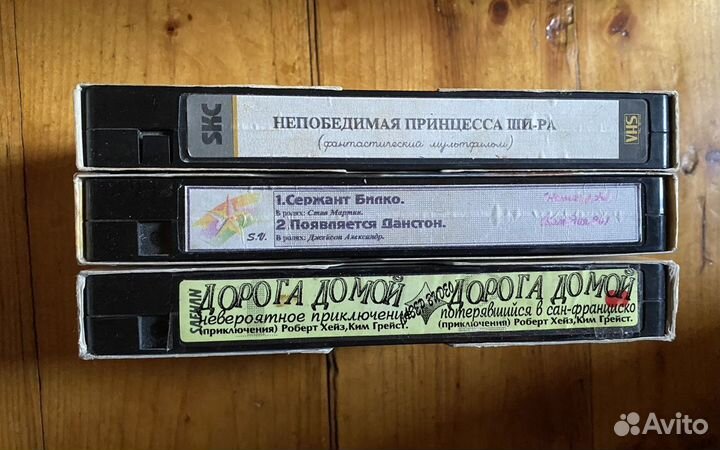 SKC
НЕПОБЕДИМАЯ ПРИНЦЕССА ШИ-РА
(фантастический мультфильм)
VHS
1.Сержант Билко.
В ролях: Стив Мартин.
2.Появляется Данстон.
S.V. В ролях: Джейсон Александр.
ДОРОГА ДОМОЙ
невероятное приключение
(приключения) Роберт Хейз,Ким Грейст.
ДОРОГА ДОМОЙ
потерявшийся в сан-франциско
(приключения) Роберт Хейз,Ким Грейст.
Avito